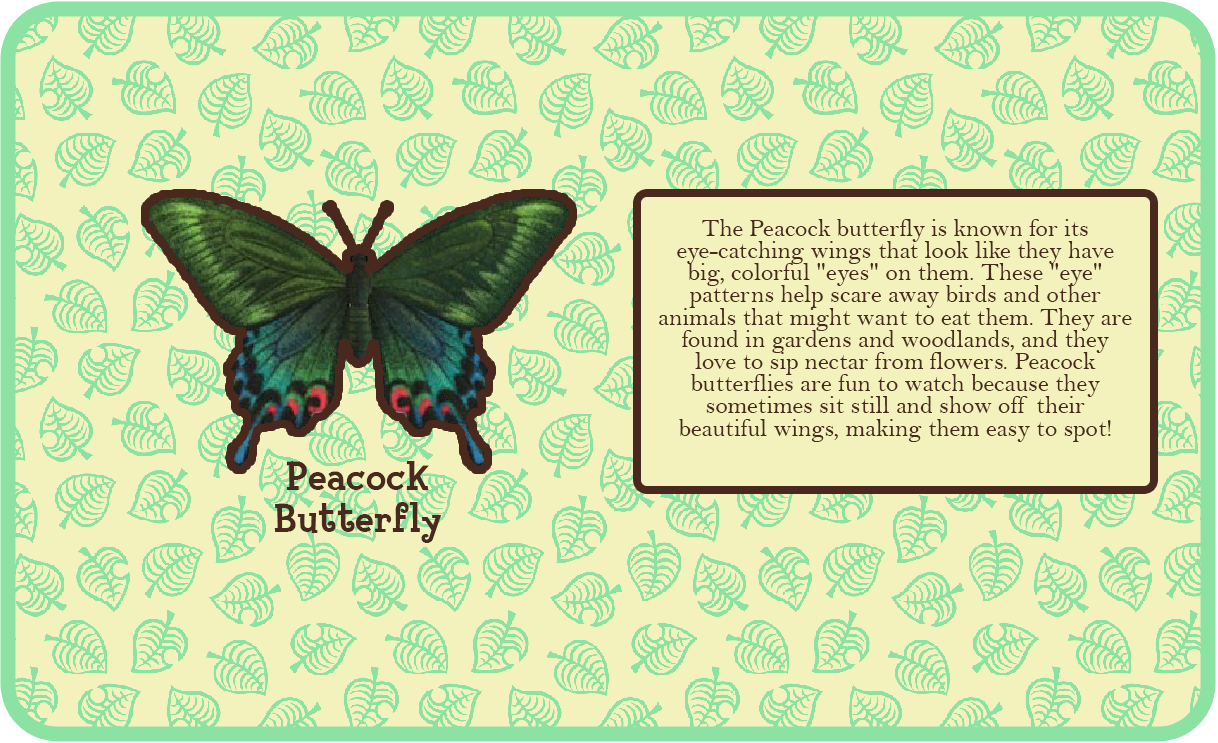 Peacock
Butterfly
The Peacock butterfly is known for its
eye-catching wings that look like they have
big, colorful "eyes" on them. These "eye"
patterns help scare away birds and other
animals that might want to eat them. They are
found in gardens and woodlands, and they
love to sip nectar from flowers. Peacock
butterflies are fun to watch because they
sometimes sit still and show off  their
beautiful wings, making them easy to spot!